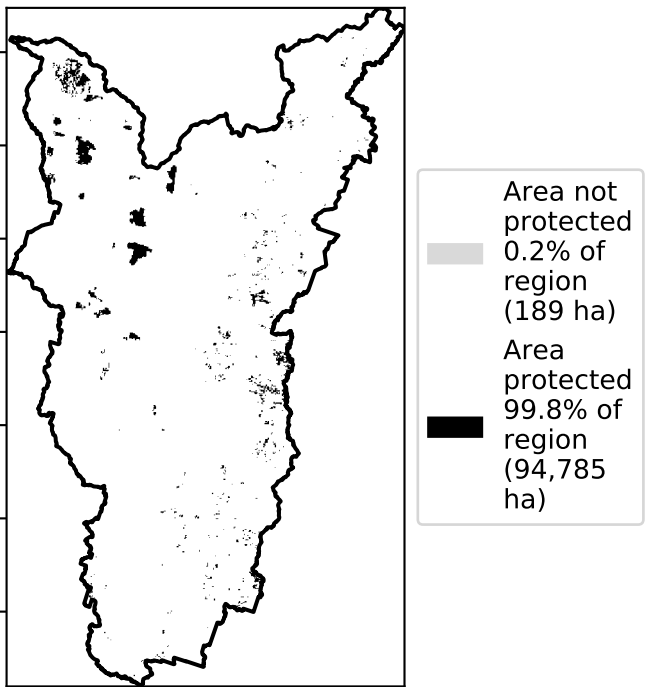 Area not
protected
0.2% of
region
(189 ha)
Area
protected
99.8% of
region
(94,785
ha)